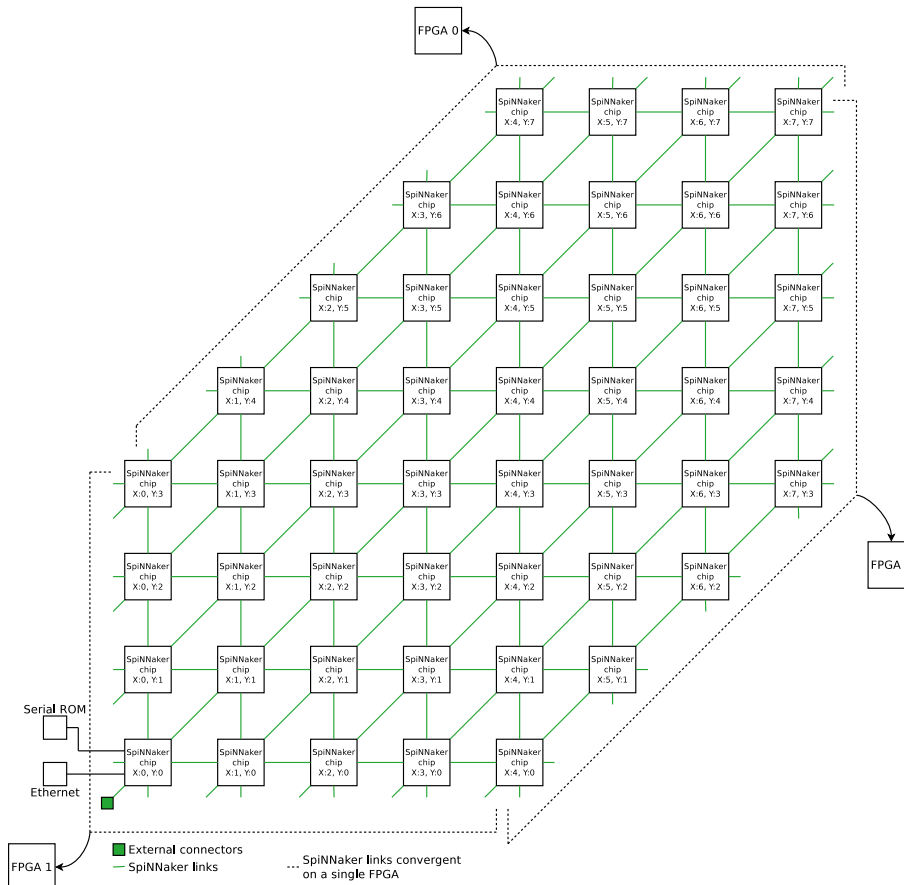 FPGA 0
SpiNNaker
chip
X:4, Y:7
SpiNNaker
chip
X:5, Y:7
SpiNNaker
chip
X:6, Y:7
SpiNNaker
chip
X:7, Y:7
SpiNNaker
chip
X:3, Y:6
SpiNNaker
chip
X:4, Y:6
SpiNNaker
chip
X:5, Y:6
SpiNNaker
chip
X:6, Y:6
SpiNNaker
chip
X:7, Y:6
SpiNNaker
chip
X:2, Y:5
SpiNNaker
chip
X:3, Y:5
SpiNNaker
chip
X:4, Y:5
SpiNNaker
chip
X:5, Y:5
SpiNNaker
chip
X:6, Y:5
SpiNNaker
chip
X:7, Y:5
SpiNNaker
chip
X:1, Y:4
SpiNNaker
chip
X:2, Y:4
SpiNNaker
chip
X:3, Y:4
SpiNNaker
chip
X:4, Y:4
SpiNNaker
chip
X:5, Y:4
SpiNNaker
chip
X:6, Y:4
SpiNNaker
chip
X:7, Y:4
SpiNNaker
chip
X:0, Y:3
SpiNNaker
chip
X:1, Y:3
SpiNNaker
chip
X:2, Y:3
SpiNNaker
chip
X:3, Y:3
SpiNNaker
chip
X:4, Y:3
SpiNNaker
chip
X:5, Y:3
SpiNNaker
chip
X:6, Y:3
SpiNNaker
chip
X:7, Y:3
FPGA
SpiNNaker
chip
X:0, Y:2
SpiNNaker
chip
X:1, Y:2
SpiNNaker
chip
X:2, Y:2
SpiNNaker
chip
X:3, Y:2
SpiNNaker
chip
X:4, Y:2
SpiNNaker
chip
X:5, Y:2
SpiNNaker
chip
X:6, Y:2
SpiNNaker
chip
X:0, Y:1
SpiNNaker
chip
X:1, Y:1
SpiNNaker
chip
X:2, Y:1
SpiNNaker
chip
X:3, Y:1
SpiNNaker
chip
X:4, Y:1
SpiNNaker
chip
X:5, Y:1
Serial ROM
SpiNNaker
chip
X:0, Y:0
SpiNNaker
chip
X:1, Y:0
SpiNNaker
chip
X:2, Y:0
SpiNNaker
chip
X:3, Y:0
SpiNNaker
chip
X:4, Y:0
Ethernet
FPGA 1
External connectors
SpiNNaker links
SpiNNaker links convergent
on a single FPGA